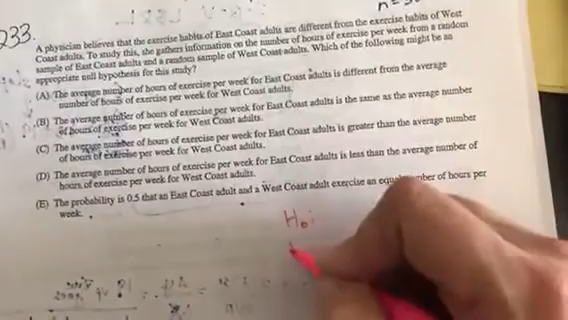 233.
A physician believes that the exercise habits of East Coast adults are different from the exercise habits of West
Coast adults. To study this, she gathers information on the number of hours of exercise per week from a random
sample of East Coast adults and a random sample of West Coast adults. Which of the following might be an
appropriate null hypothesis for this study?
(A) The average number of hours of exercise per week for East Coast adults is different from the average
number of hours of exercise per week for West Coast adults.
(B) The average number of hours of exercise per week for East Coast adults is the same as the average number
of hours of exercise per week for West Coast adults.
(C) The average number of hours of exercise per week for East Coast adults is greater than the average number
of hours of exercise per week for West Coast adults.
(D) The average number of hours of exercise per week for East Coast adults is less than the average number of
hours of exercise per week for West Coast adults.
(E) The probability is 0.5 that an East Coast adult and a West Coast adult exercise an equal number of hours per
week.
H₀: